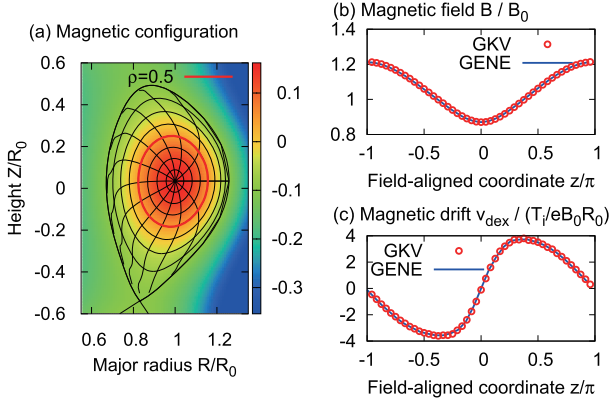 (a) Magnetic configuration
ρ=0.5
0.6
0.4
0.2
0
-0.2
-0.4
-0.6
Height Z/R0
0.6 0.8 1 1.2
Major radius R/R0
0.1
0
-0.1
-0.2
-0.3
(b) Magnetic field B / B0
GKV
GENE
1.4
1.2
1
0.8
-1 -0.5 0 0.5 1
Field-aligned coordinate z/π
(c) Magnetic drift vdex / (Ti/eB0R0)
GKV
GENE
4
2
0
-2
-4
-1 -0.5 0 0.5 1
Field-aligned coordinate z/π